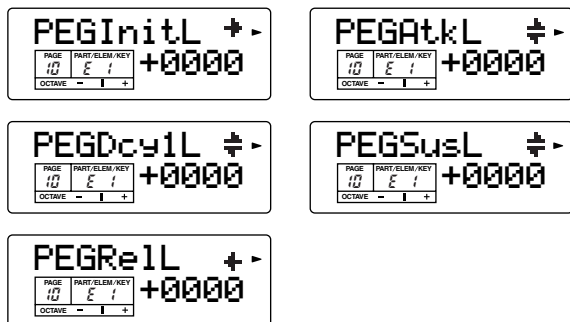 PEGInitL
PAGE PART/ELEM/KEY
10 E 1 +0000
OCTAVE – +
PEGAtkL
PAGE PART/ELEM/KEY
10 E 1 +0000
OCTAVE – +
PEGDcy1L
PAGE PART/ELEM/KEY
10 E 1 +0000
OCTAVE – +
PEGSusL
PAGE PART/ELEM/KEY
10 E 1 +0000
OCTAVE – +
PEGRelL
PAGE PART/ELEM/KEY
10 E 1 +0000
OCTAVE – +